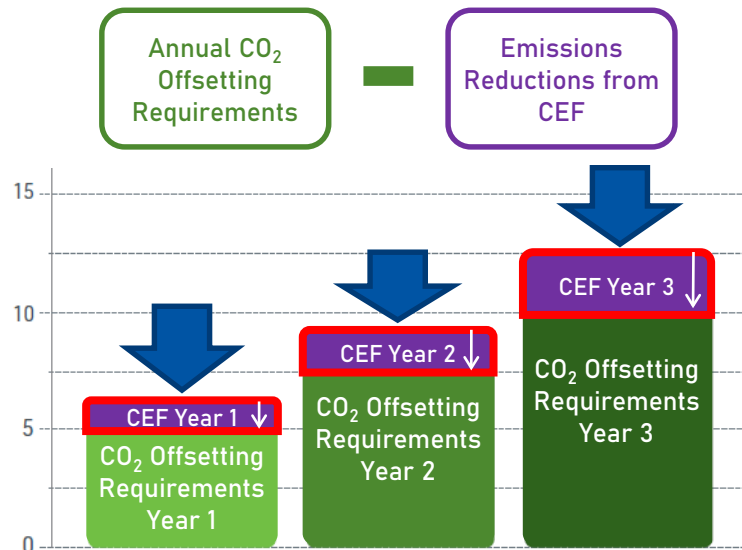 Annual CO₂
Offsetting
Requirements
Emissions
Reductions from
CEF
15
10
5
0
CEF Year 1
CO₂ Offsetting
Requirements
Year 1
CEF Year 2
CO₂ Offsetting
Requirements
Year 2
CEF Year 3
CO₂ Offsetting
Requirements
Year 3